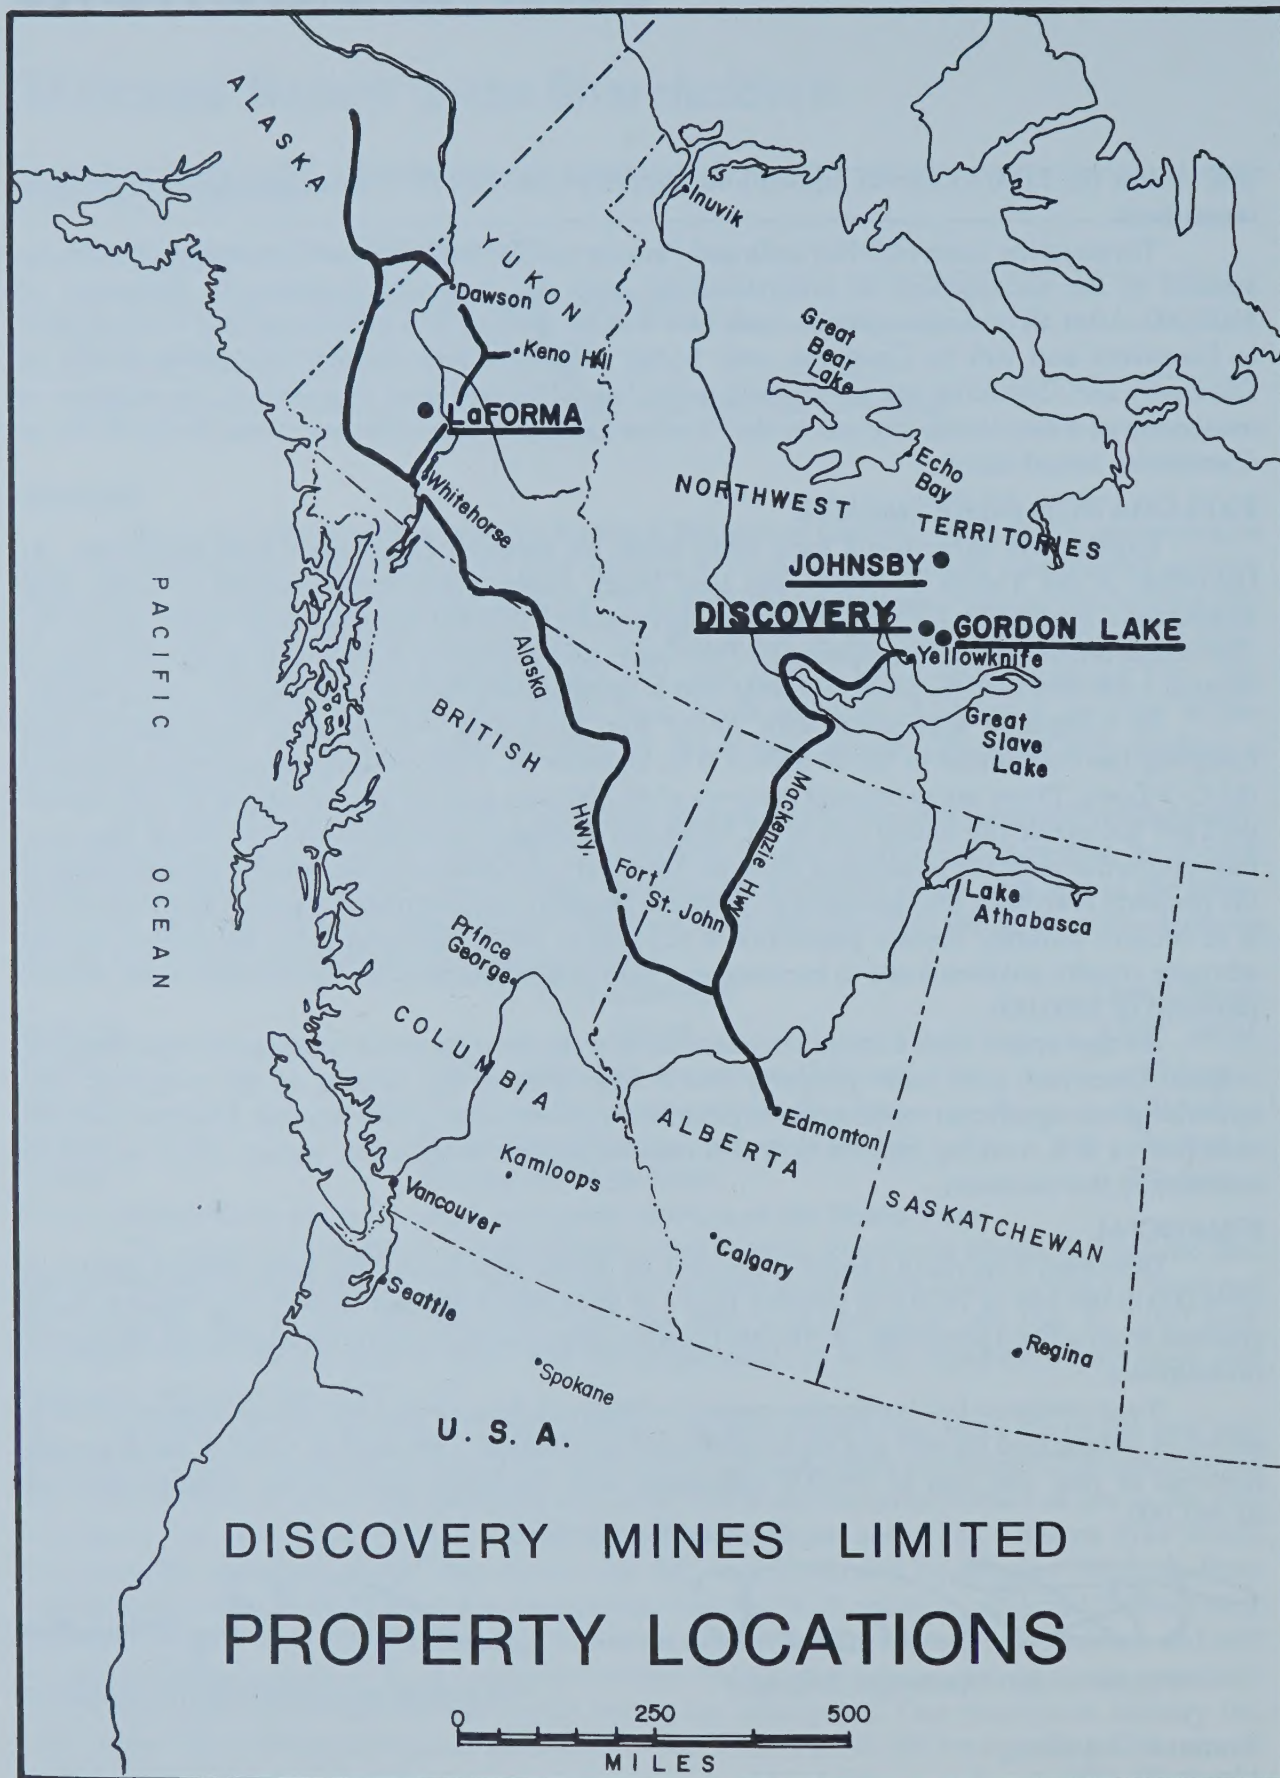 ALASKA
YUKON
Inuvik
Dawson
Keno Hill
LaFORMA
Whitehorse
Great
Bear
Lake
Echo
Bay
NORTHWEST TERRITORIES
JOHNSBY
DISCOVERY
GORDON LAKE
Yellowknife
Great
Slave
Lake
PACIFIC OCEAN
Alaska Hwy.
Mackenzie Hwy
BRITISH COLUMBIA
Fort
St. John
Lake
Athabasca
Prince
George
Edmonton
ALBERTA
Kamloops
Vancouver
SASKATCHEWAN
Calgary
Seattle
Regina
Spokane
U. S. A.
DISCOVERY MINES LIMITED
PROPERTY LOCATIONS
0 250 500
MILES